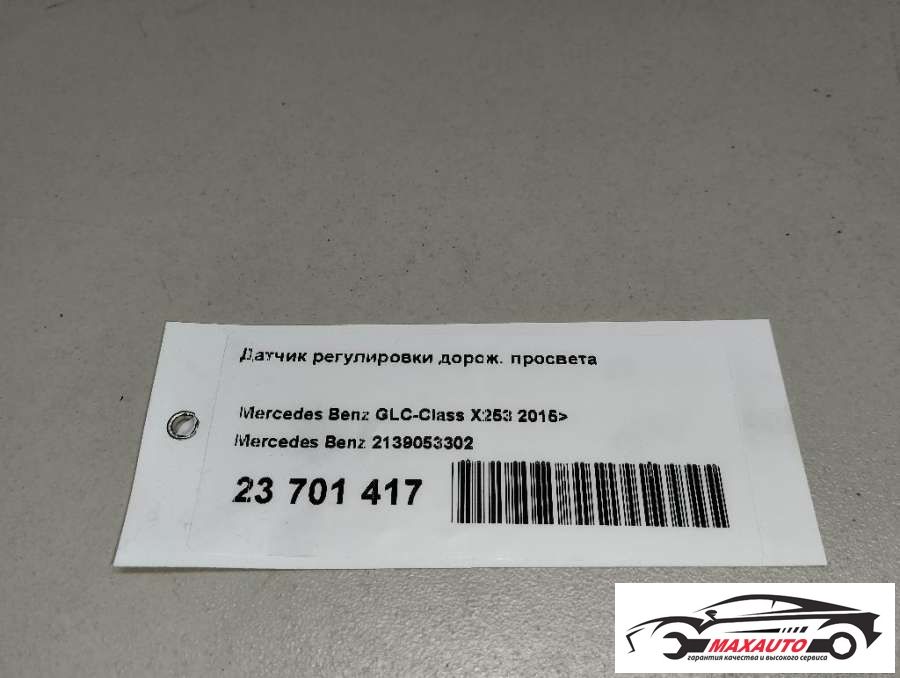 Датчик регулировки дорож. просвета
Mercedes Benz GLC-Class X253 2015>
Mercedes Benz 2139053302
23 701 417
MAXAUTO
гарантия качества и высокого сервиса